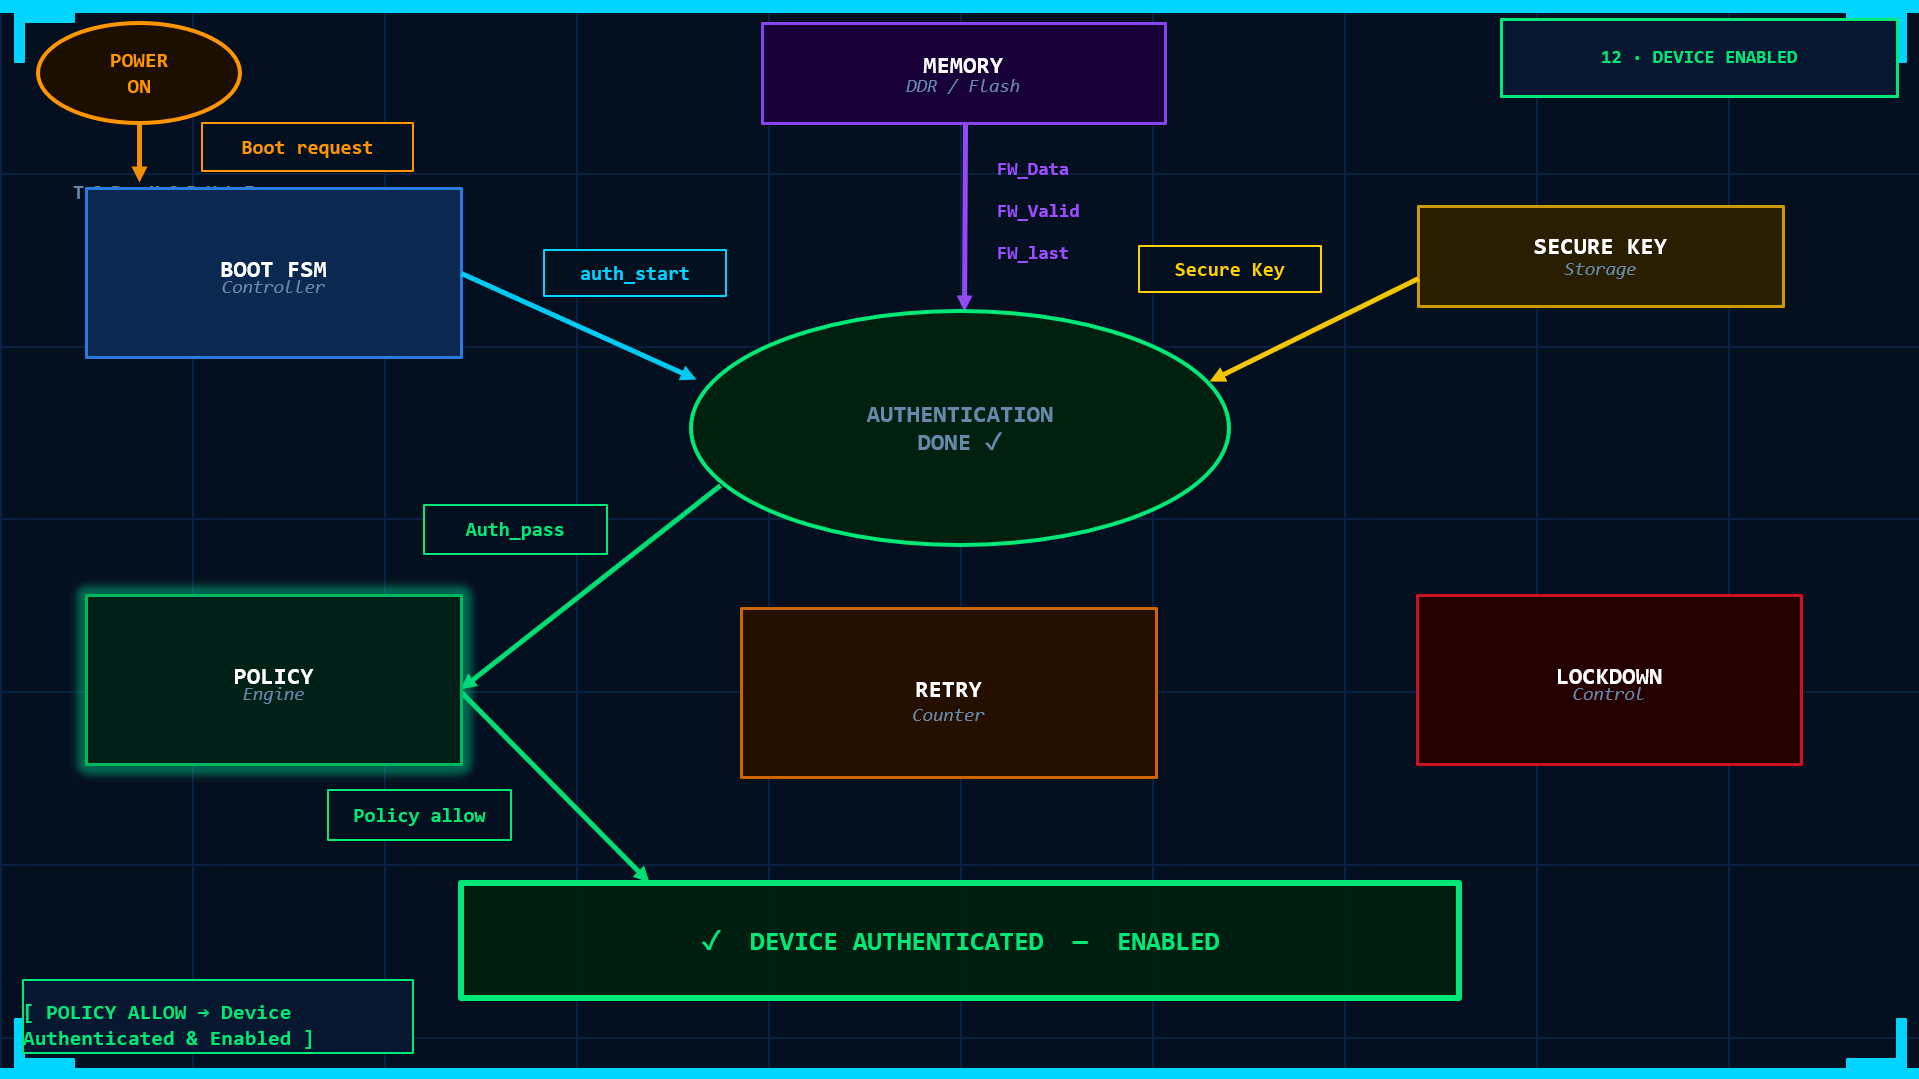 POWER
ON
MEMORY
DDR / Flash
12 · DEVICE ENABLED
Boot request
FW_Data
FW_Valid
FW_last
BOOT FSM
Controller
auth_start
Secure Key
SECURE KEY
Storage
AUTHENTICATION
DONE ✓
Auth_pass
POLICY
Engine
RETRY
Counter
LOCKDOWN
Control
Policy allow
✓ DEVICE AUTHENTICATED — ENABLED
[ POLICY ALLOW → Device
Authenticated & Enabled ]